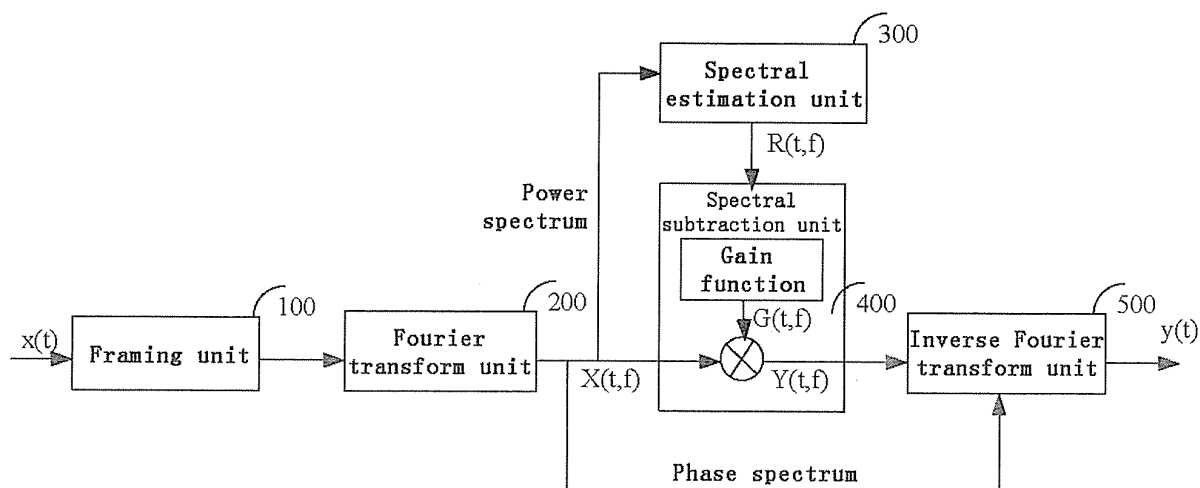 300
Spectral
estimation unit
R(t,f)
Power
spectrum
Spectral
subtraction unit
Gain
function
G(t,f)
400
x(t)
100
Framing unit
200
Fourier
transform unit
X(t,f)
Y(t,f)
500
Inverse Fourier
transform unit
y(t)
Phase spectrum